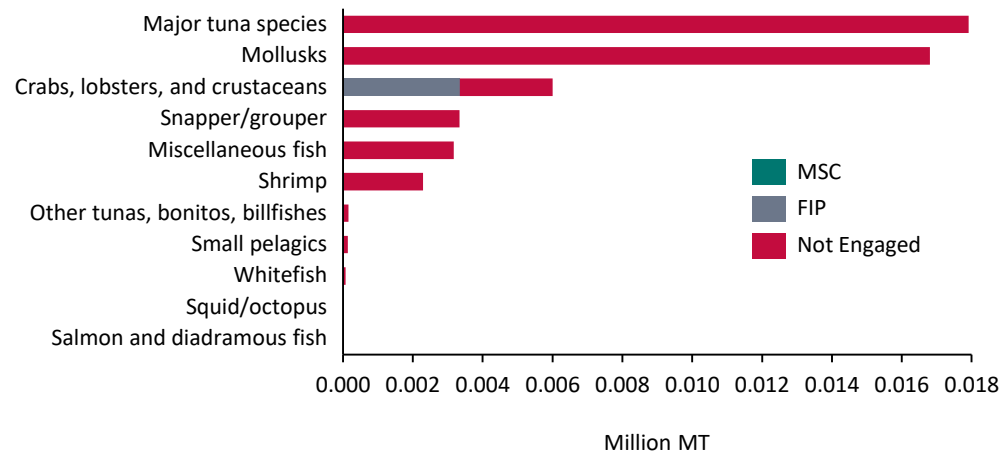 Major tuna species
Mollusks
Crabs, lobsters, and crustaceans
Snapper/grouper
Miscellaneous fish
Shrimp
Other tunas, bonitos, billfishes
Small pelagics
Whitefish
Squid/octopus
Salmon and diadramous fish
MSC
FIP
Not Engaged
0.000 0.002 0.004 0.006 0.008 0.010 0.012 0.014 0.016 0.018
Million MT